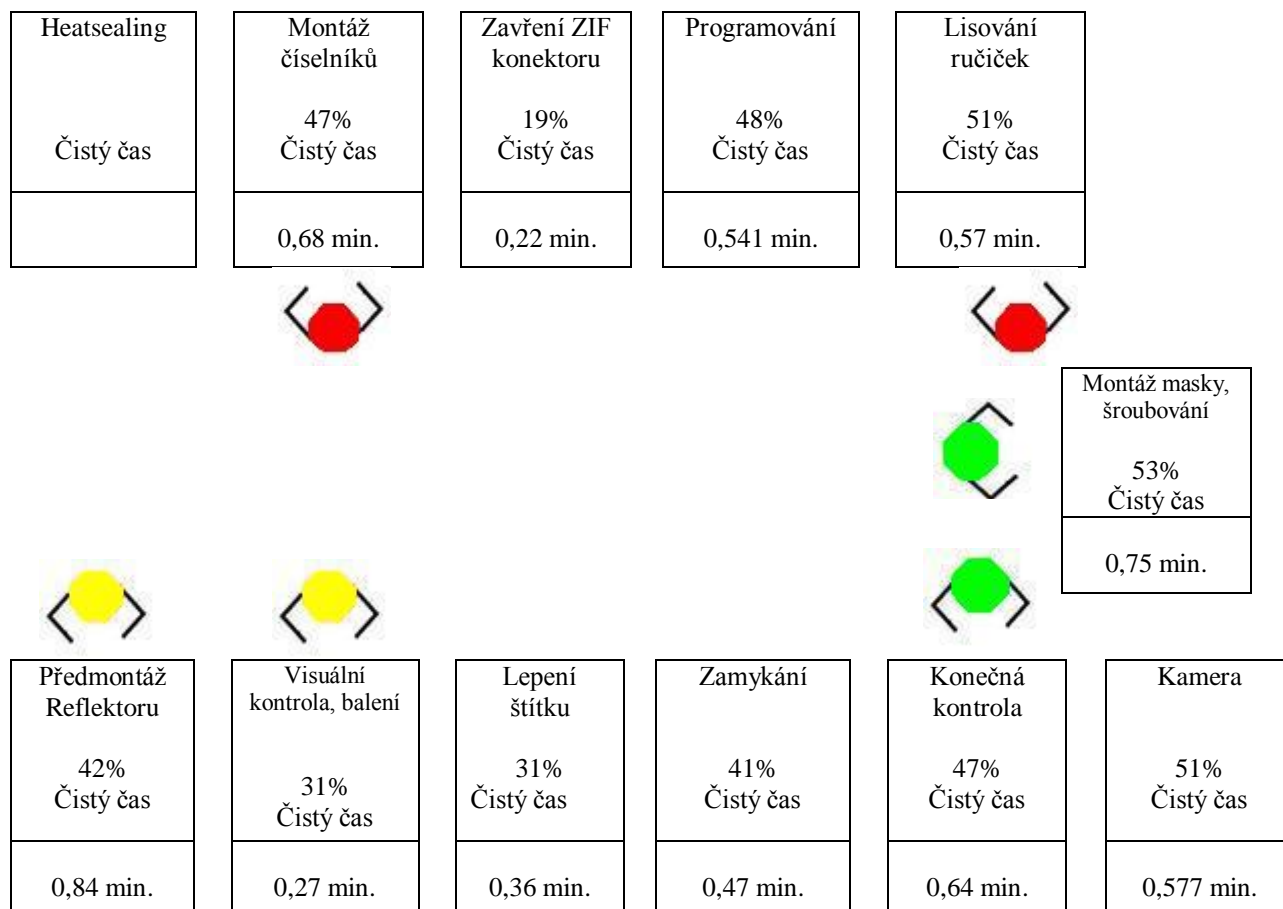 Heatsealing
Čistý čas
Montáž
číselníků
47%
Čistý čas
0,68 min.
Zavření ZIF
konektoru
19%
Čistý čas
0,22 min.
Programování
48%
Čistý čas
0,541 min.
Lisování
ručiček
51%
Čistý čas
0,57 min.
Montáž masky,
šroubování
53%
Čistý čas
0,75 min.
Předmontáž
Reflektoru
42%
Čistý čas
0,84 min.
Visuální
kontrola, balení
31%
Čistý čas
0,27 min.
Lepení
štítku
31%
Čistý čas
0,36 min.
Zamykání
41%
Čistý čas
0,47 min.
Konečná
kontrola
47%
Čistý čas
0,64 min.
Kamera
51%
Čistý čas
0,577 min.